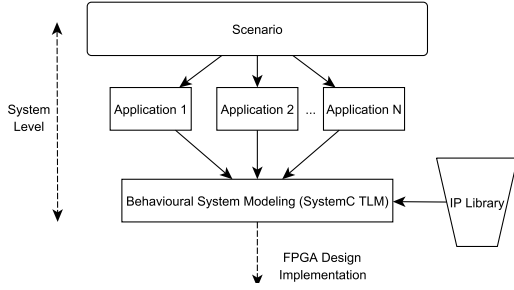 Scenario
System
Level
Application 1
Application 2
...
Application N
Behavioural System Modeling (SystemC TLM)
IP Library
FPGA Design
Implementation